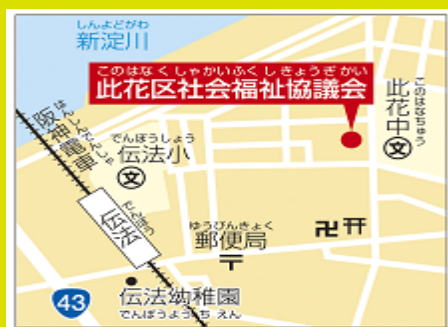 しんよどがわ
新淀川
このはなくしゃかいふくしきょうぎかい
此花区社会福祉協議会
このはなちゅう
此花中
文
はんしんでんしゃ
阪神電車
でんぽうしょう
伝法小
文
でんぽう
伝法
ゆうびんきょく
郵便局
〒
卍
43
伝法幼稚園
でんぽうようちえん